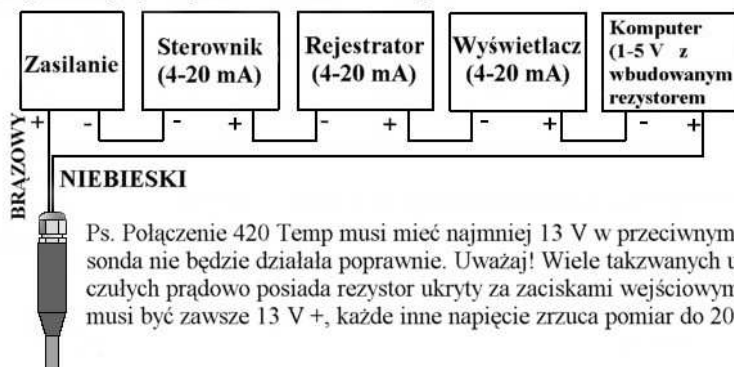 Zasilanie
Sterownik
(4-20 mA)
Rejestrator
(4-20 mA)
Wyświetlacz
(4-20 mA)
Komputer
(1-5 V z
wbudowanym
rezystorem
+ - - + - + - + - +
BRĄZOWY
NIEBIESKI
Ps. Połączenie 420 Temp musi mieć najmniej 13 V w przeciwnym
sonda nie będzie działała poprawnie. Uważaj! Wiele takzwanych u
czułych prądowo posiada rezystor ukryty za zaciskami wejściowym
musi być zawsze 13 V +, każde inne napięcie zrzuca pomiar do 20